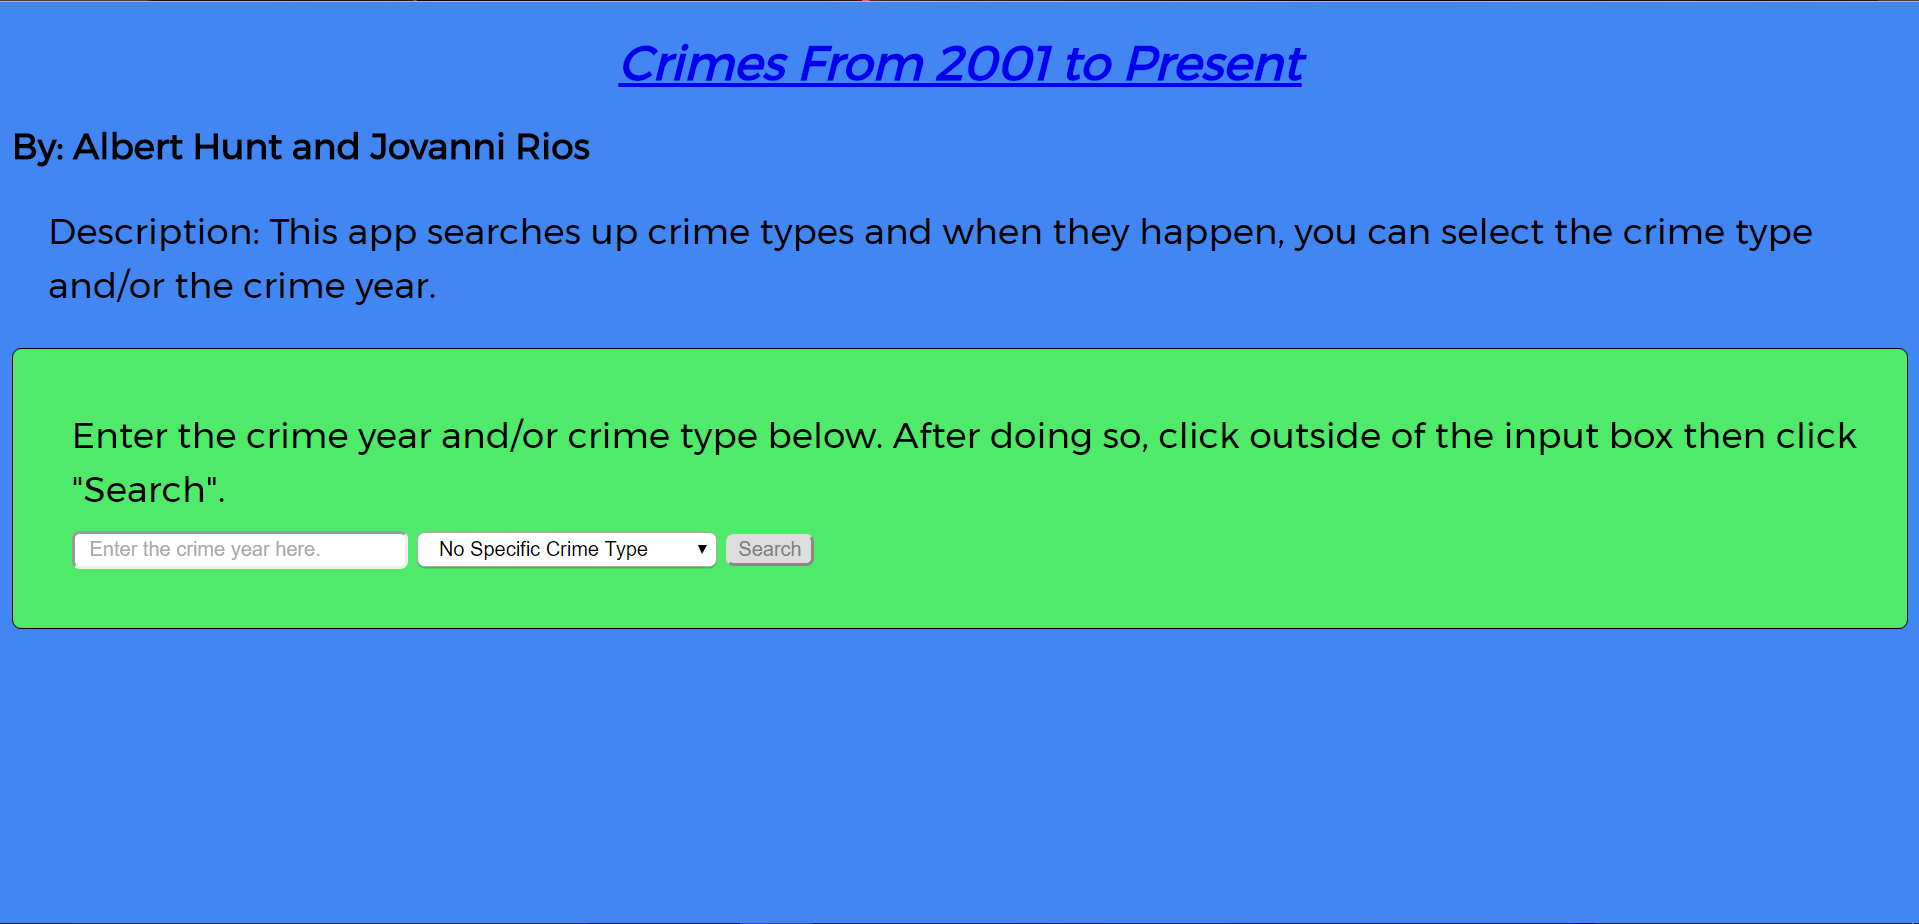 Crimes From 2001 to Present
By: Albert Hunt and Jovanni Rios
Description: This app searches up crime types and when they happen, you can select the crime type
and/or the crime year.
Enter the crime year and/or crime type below. After doing so, click outside of the input box then click
"Search".
Enter the crime year here. No Specific Crime Type Search